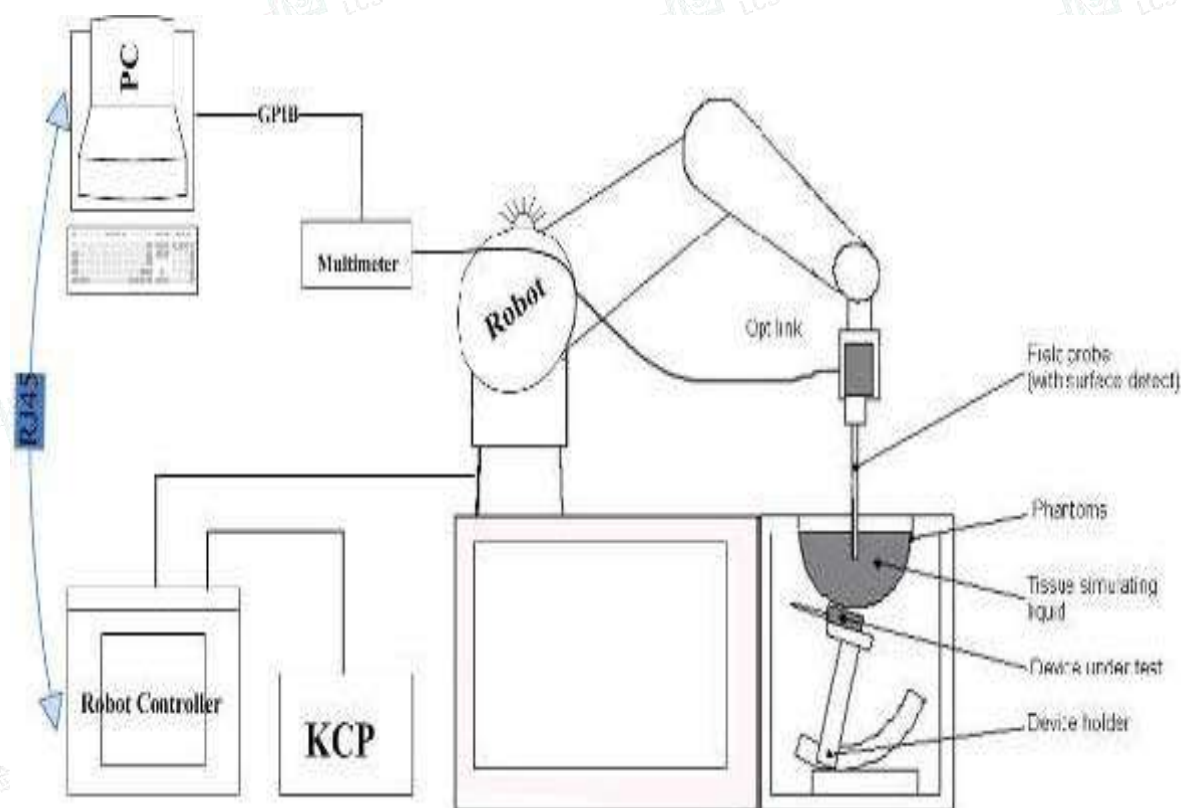 PC
GPIB
Multimeter
Robot
Opt link
Field probe
(with surface detect)
RJ45
Phantoms
Tissue simulating
liquid
Device under test
Robot Controller
KCP
Device holder